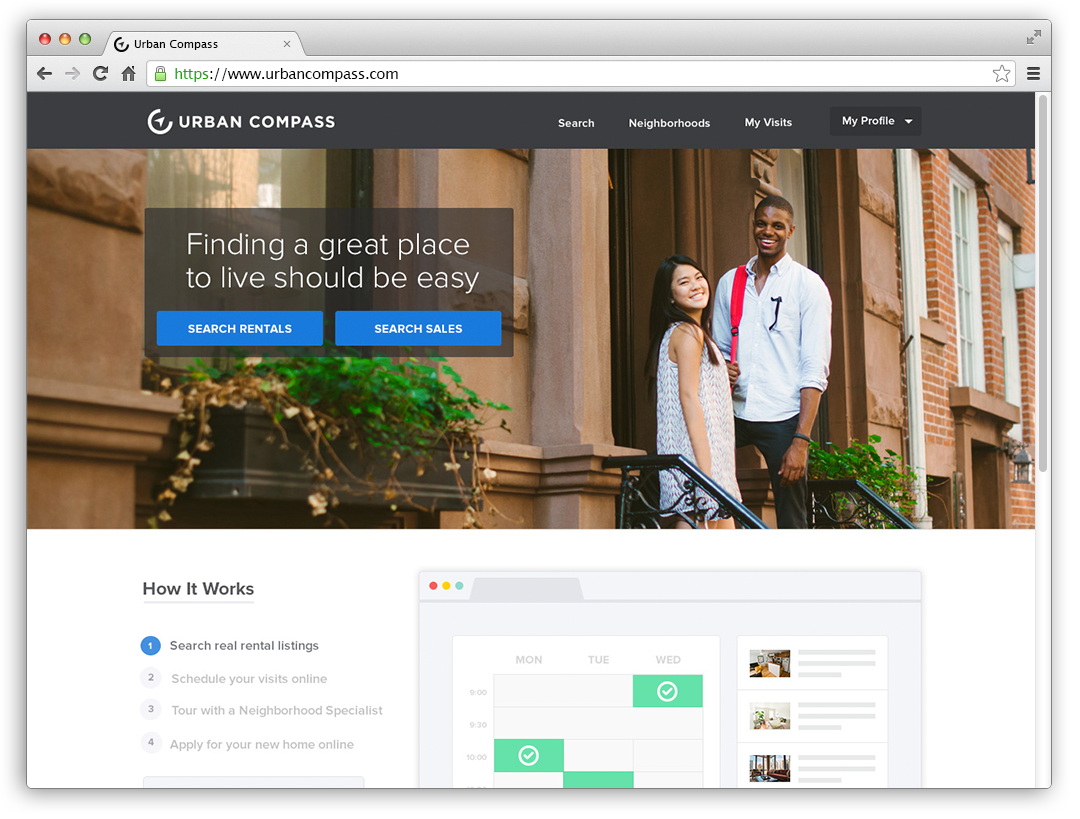 Urban Compass
https://www.urbancompass.com
URBAN COMPASS
Search
Neighborhoods
My Visits
My Profile
Finding a great place
to live should be easy
SEARCH RENTALS
SEARCH SALES
How It Works
1 Search real rental listings
2 Schedule your visits online
3 Tour with a Neighborhood Specialist
4 Apply for your new home online
MON TUE WED
9:00
9:30
10:00